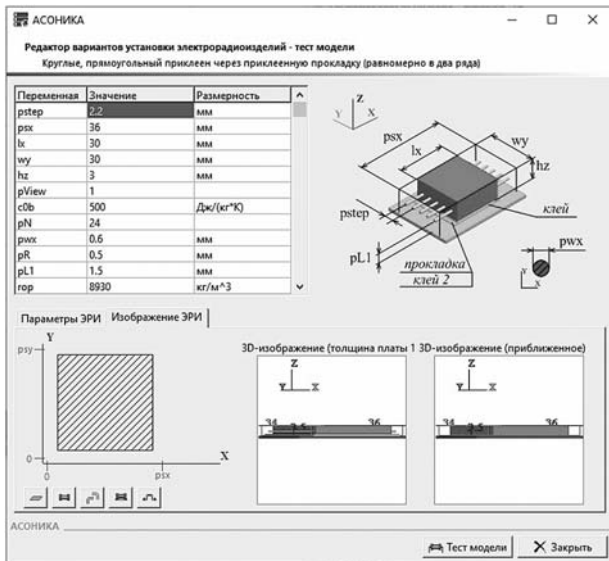 АСОНИКА
Редактор вариантов установки электрорадиоизделий - тест модели
Круглые, прямоугольный приклеен через приклеенную прокладку (равномерно в два ряда)
Переменная Значение Размерность
pstep 2.2 мм
psx 36 мм
lx 30 мм
wy 30 мм
hz 3 мм
pView 1
c0b 500 Дж/(кг*К)
pN 24
pwx 0.6 мм
pR 0.5 мм
pL1 1.5 мм
rop 8930 кг/м^3
Z
Y X
psx
lx
wy
hz
pstep
клей
pL1
прокладка
клей 2
pwx
x
Параметры ЭРИ Изображение ЭРИ
Y
psy
0
0
psx
X
3D-изображение (толщина платы 1 3D-изображение (приближенное)
Z
Y X
34 36
Z
Y X
34 36
АСОНИКА
Тест модели Закрыть